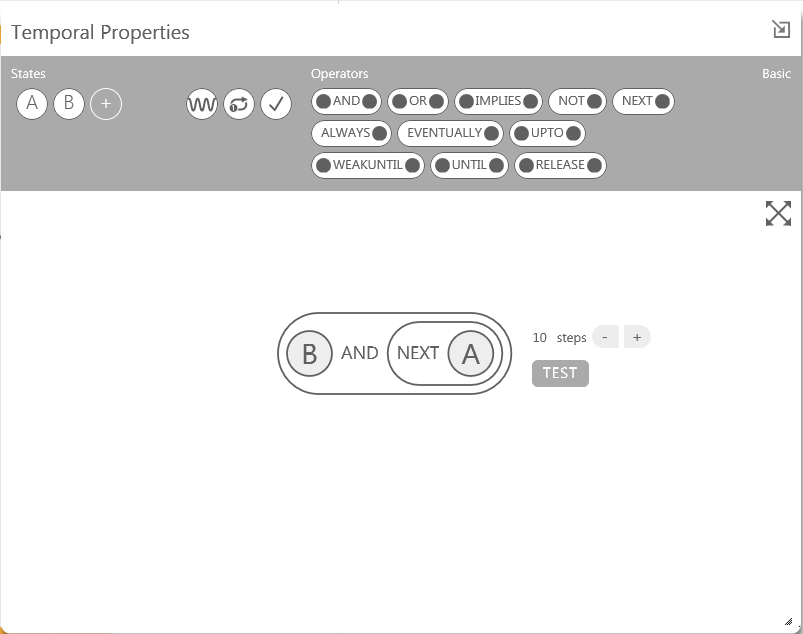 Temporal Properties
States Operators Basic
A B + AND OR IMPLIES NOT NEXT
ALWAYS EVENTUALLY UPTO
WEAKUNTIL UNTIL RELEASE
10 steps - +
B AND NEXT A
TEST